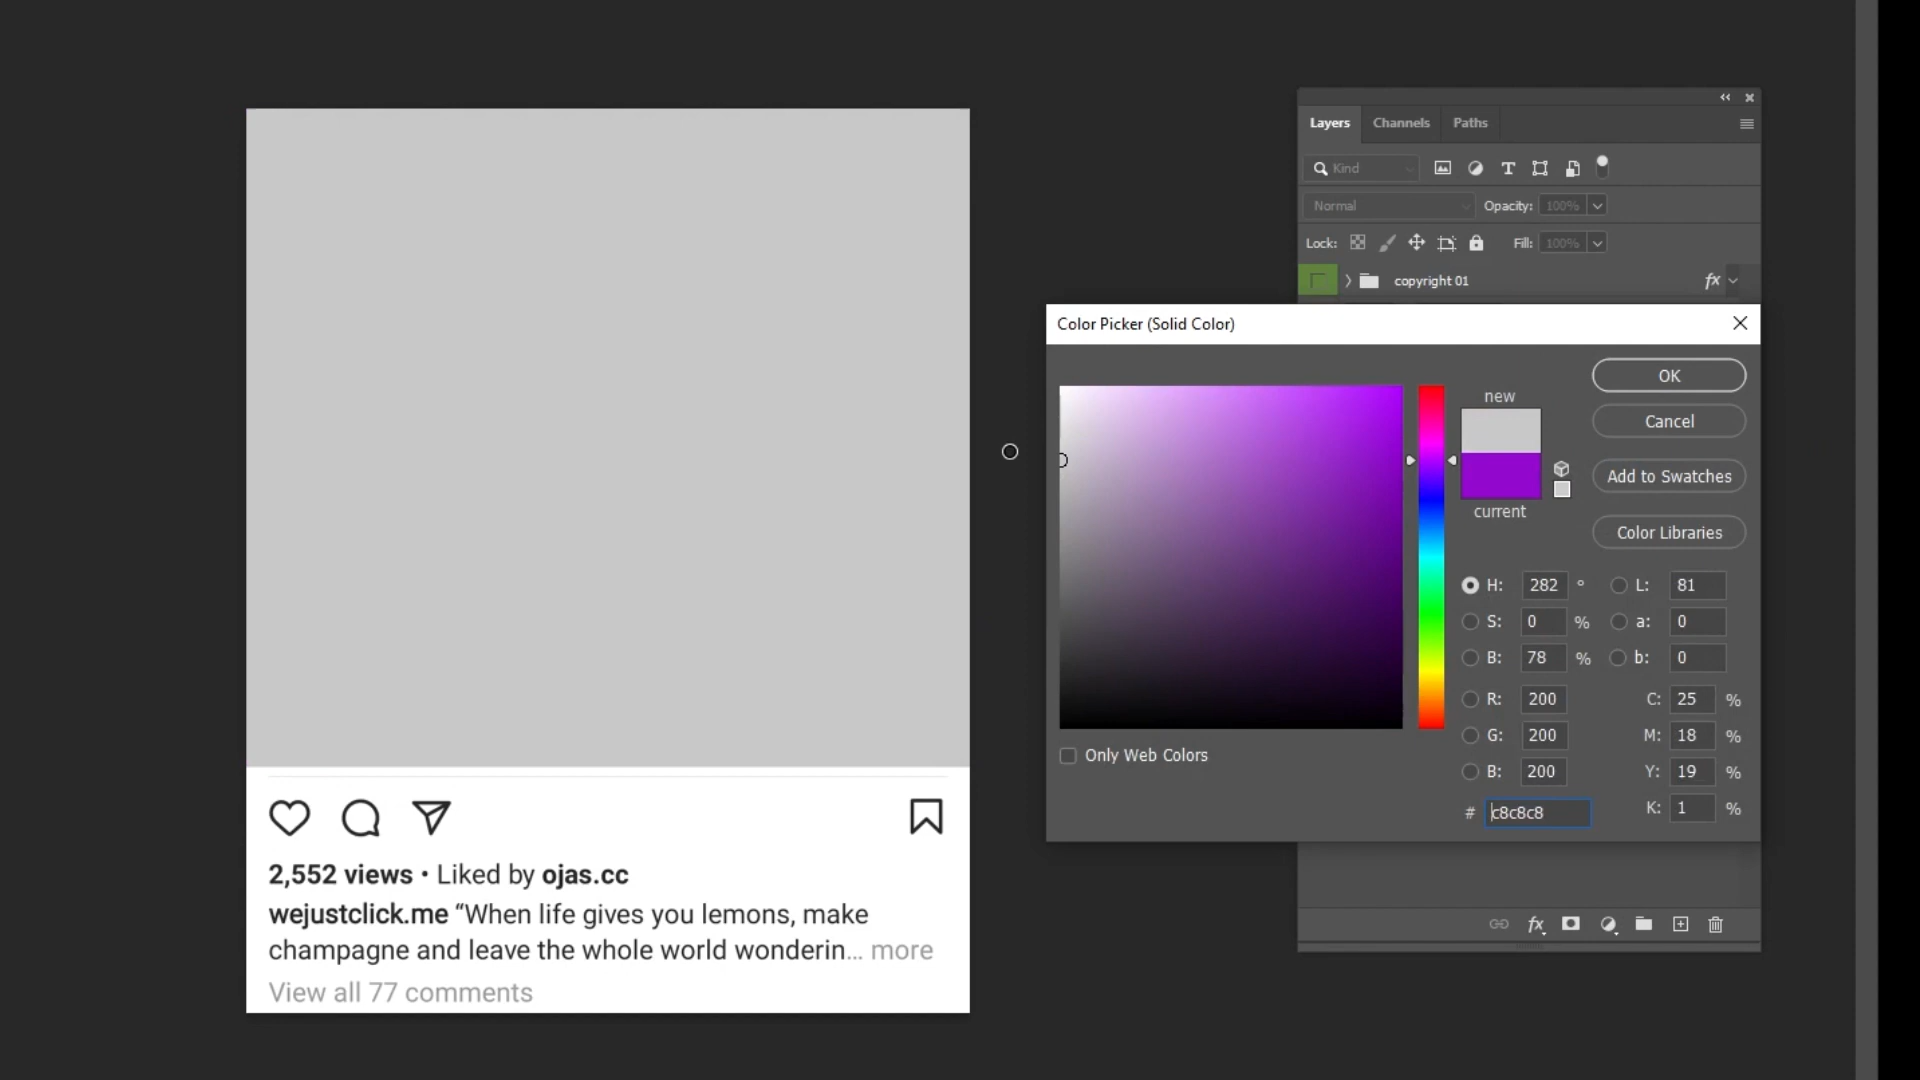 2,552 views • Liked by ojas.cc
wejustclick.me “When life gives you lemons, make
champagne and leave the whole world wonderin... more
View all 77 comments
Layers Channels Paths
Kind
Normal Opacity: 100%
Lock: Fill: 100%
copyright 01 fx
Color Picker (Solid Color)
new
current
OK
Cancel
Add to Swatches
Color Libraries
H: 282 ° L: 81
S: 0 % a: 0
B: 78 % b: 0
R: 200 C: 25 %
G: 200 M: 18 %
B: 200 Y: 19 %
# c8c8c8 K: 1 %
Only Web Colors
fx